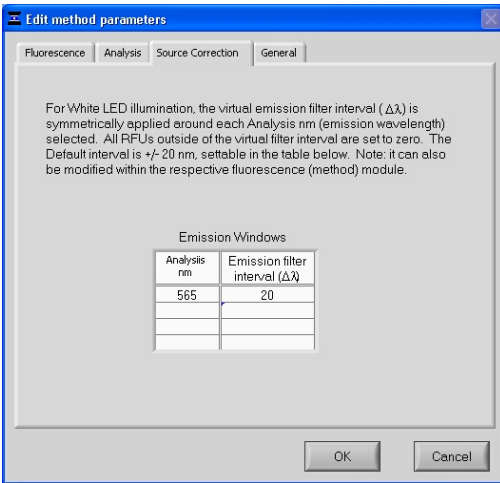 Edit method parameters
Fluorescence Analysis Source Correction General
For White LED illumination, the virtual emission filter interval (Δλ) is
symmetrically applied around each Analysis nm (emission wavelength)
selected. All RFUs outside of the virtual filter interval are set to zero. The
Default interval is +/- 20 nm, settable in the table below. Note: it can also
be modified within the respective fluorescence (method) module.
Emission Windows
Analysiis Emission filter
nm interval (Δλ)
565 20
OK Cancel